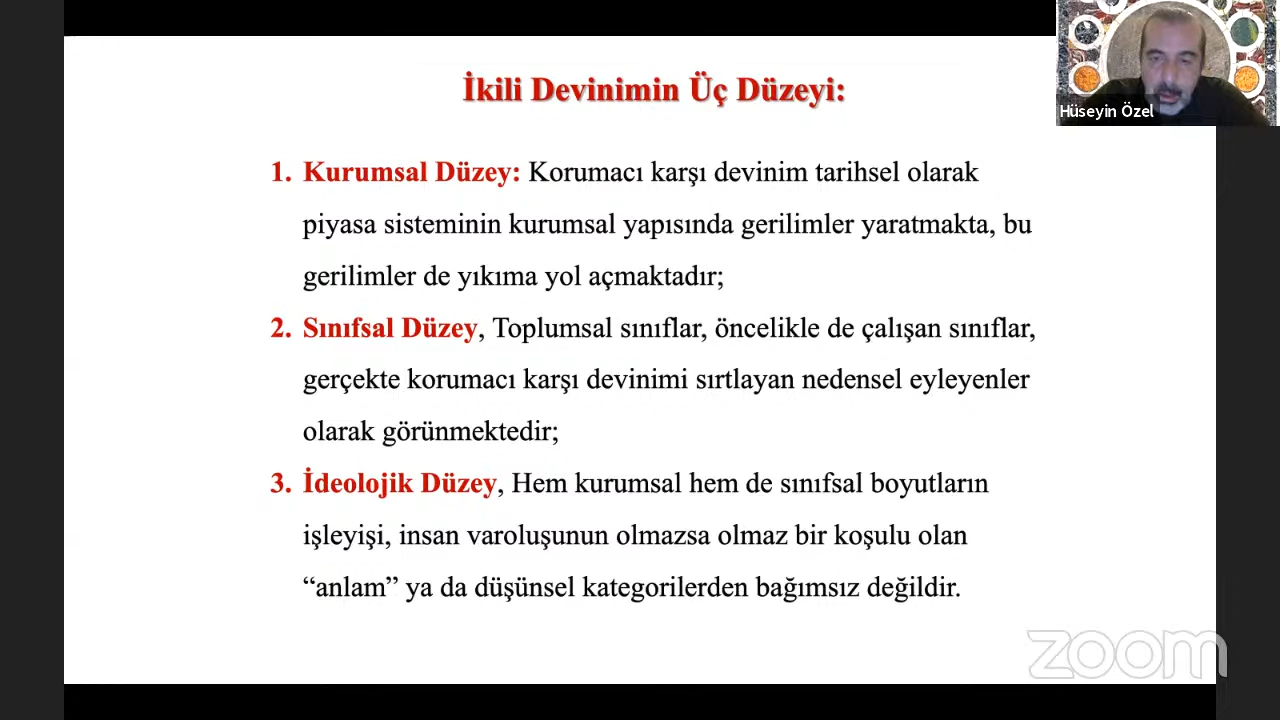 İkili Devinimin Üç Düzeyi:
Hüseyin Özel
1. Kurumsal Düzey: Korumacı karşı devinim tarihsel olarak
piyasa sisteminin kurumsal yapısında gerilimler yaratmakta, bu
gerilimler de yıkıma yol açmaktadır;
2. Sınıfsal Düzey, Toplumsal sınıflar, öncelikle de çalışan sınıflar,
gerçekte korumacı karşı devinimi sırtlayan nedensel eyleyenler
olarak görünmektedir;
3. İdeolojik Düzey, Hem kurumsal hem de sınıfsal boyutların
işleyişi, insan varoluşunun olmazsa olmaz bir koşulu olan
“anlam” ya da düşünsel kategorilerden bağımsız değildir.
zoom